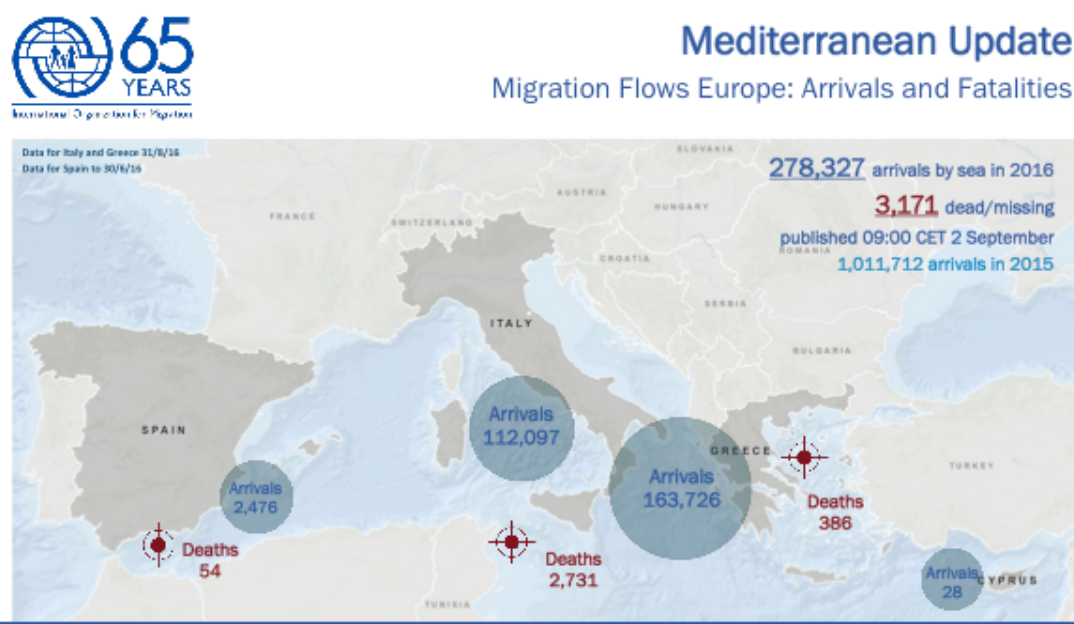 65
YEARS
International Organization for Migration
Mediterranean Update
Migration Flows Europe: Arrivals and Fatalities
Data for Italy and Greece 31/8/16
Data for Spain to 30/6/16
278,327 arrivals by sea in 2016
3,171 dead/missing
published 09:00 CET 2 September
1,011,712 arrivals in 2015
SLOVAKIA
AUSTRIA
HUNGARY
FRANCE
SWITZERLAND
ROMANIA
CROATIA
SERBIA
ITALY
BULGARIA
SPAIN
Arrivals
112,097
GREECE
TURKEY
Arrivals
163,726
Arrivals
2,476
Deaths
386
Deaths
54
Deaths
2,731
Arrivals
28
CYPRUS
TUNISIA